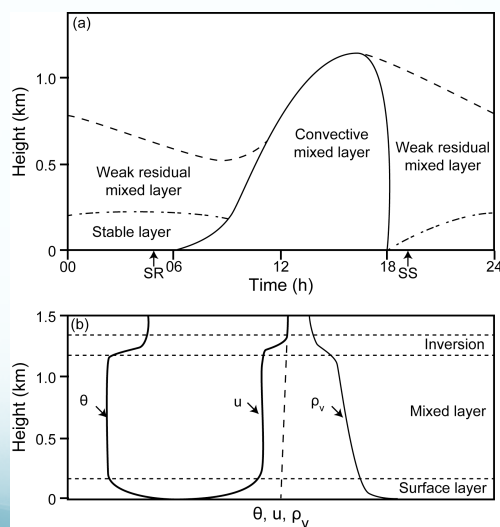 (a)
1.0
0.5
0
Height (km)
Convective
mixed layer
Weak residual
mixed layer
Weak residual
mixed layer
Stable layer
00
06
12
18
24
SR
SS
Time (h)
(b)
1.5
1.0
0.5
0
Height (km)
Inversion
θ
u
ρv
Mixed layer
Surface layer
θ, u, ρv